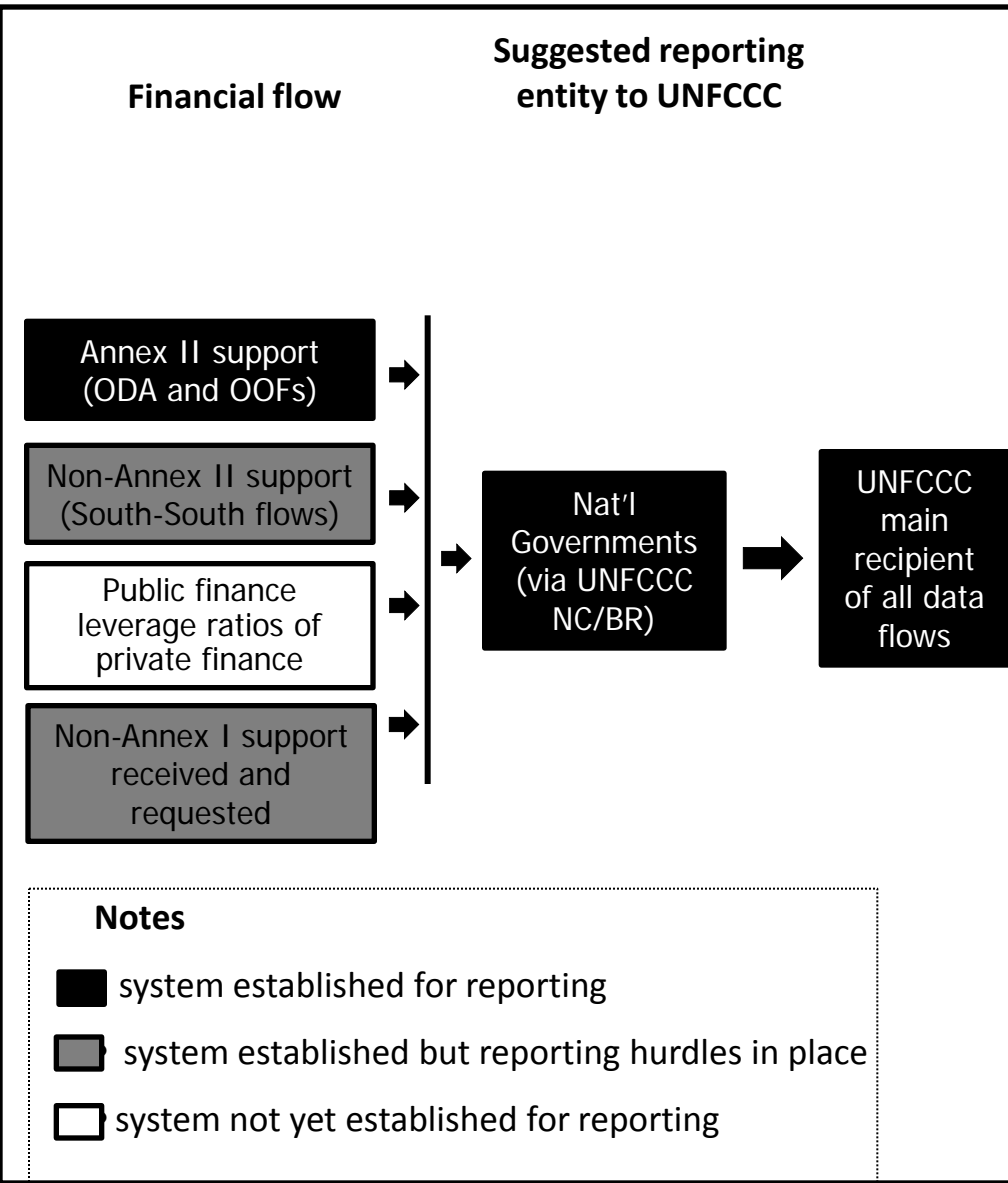 Financial flow
Suggested reporting
entity to UNFCCC
Annex II support
(ODA and OOFs)
Non-Annex II support
(South-South flows)
Public finance
leverage ratios of
private finance
Non-Annex I support
received and
requested
Nat'l
Governments
(via UNFCCC
NC/BR)
UNFCCC
main
recipient
of all data
flows
Notes
system established for reporting
system established but reporting hurdles in place
system not yet established for reporting